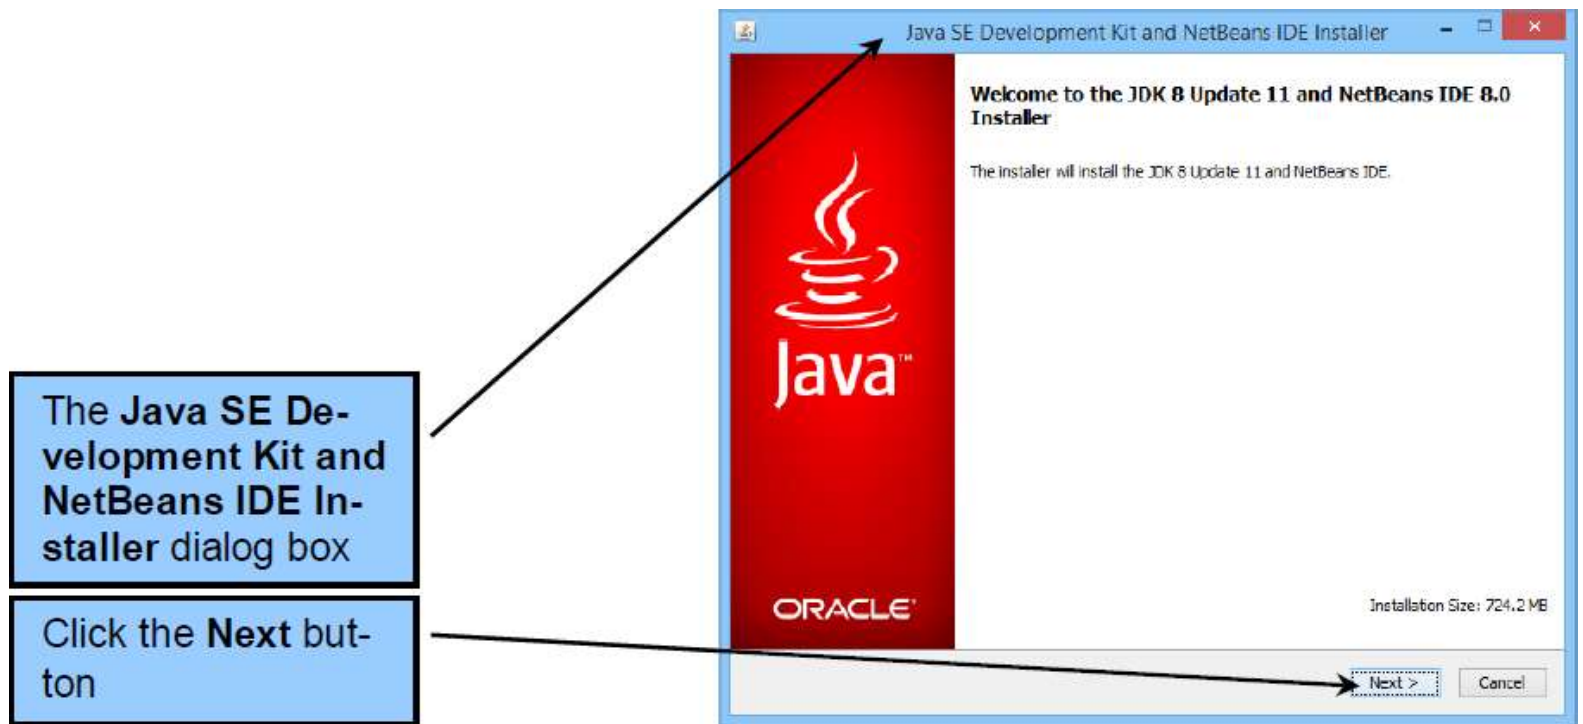 Java SE Development Kit and NetBeans IDE Installer
Welcome to the JDK 8 Update 11 and NetBeans IDE 8.0
Installer
The installer will install the JDK 8 Update 11 and NetBeans IDE.
Java™
The Java SE De-
velopment Kit and
NetBeans IDE In-
staller dialog box
ORACLE®
Installation Size: 724.2 MB
Click the Next but-
ton
Next >
Cancel